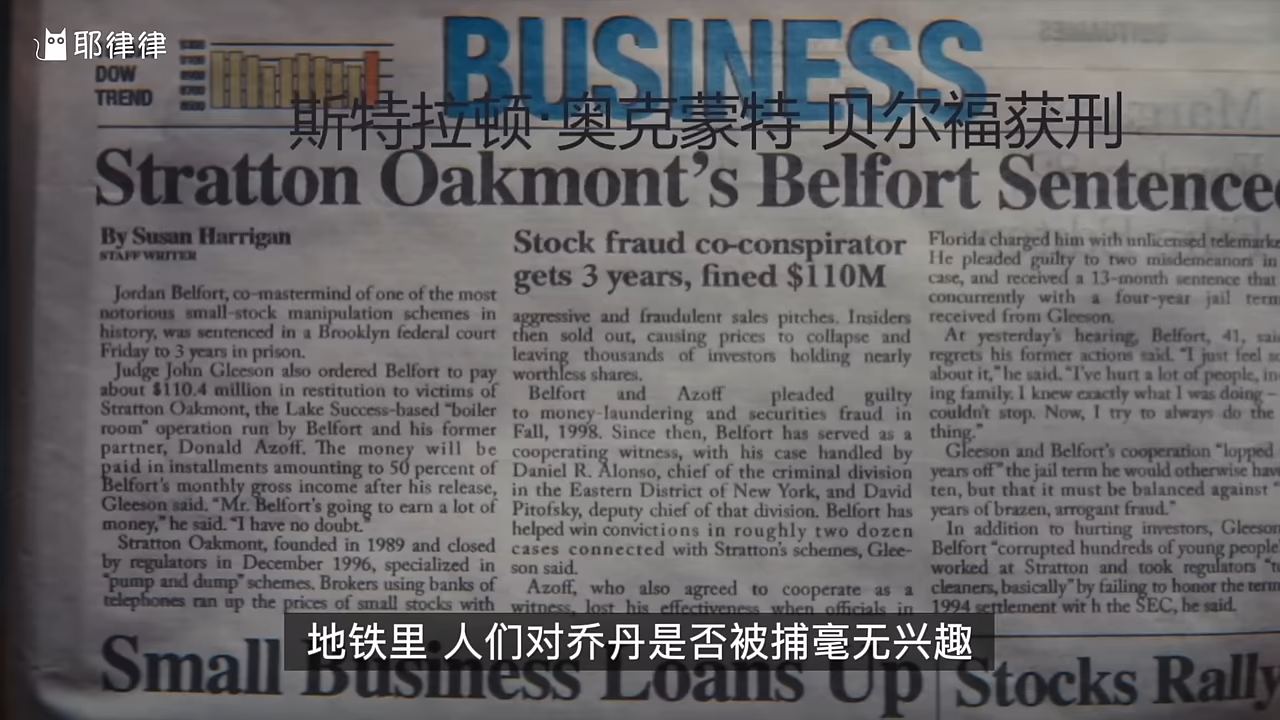 耶律律
BUSINESS
DOW
TREND
斯特拉顿·奥克蒙特 贝尔福获刑
Stratton Oakmont's Belfort Sentenced
By Susan Harrigan
STAFF WRITER
Jordan Belfort, co-mastermind of one of the most
notorious small-stock manipulation schemes in
history, was sentenced in a Brooklyn federal court
Friday to 3 years in prison.
Judge John Gleeson also ordered Belfort to pay
about $110.4 million in restitution to victims of
Stratton Oakmont, the Lake Success-based "boiler
room" operation run by Belfort and his former
partner, Donald Azoff. The money will be
paid in installments amounting to 50 percent of
Belfort's monthly gross income after his release,
Gleeson said. "Mr. Belfort's going to earn a lot of
money," he said. "I have no doubt."
Stratton Oakmont, founded in 1989 and closed
by regulators in December 1996, specialized in
"pump and dump" schemes. Brokers using banks of
telephones ran up the prices of small stocks with
Stock fraud co-conspirator
gets 3 years, fined $110M
aggressive and fraudulent sales pitches. Insiders
then sold out, causing prices to collapse and
leaving thousands of investors holding nearly
worthless shares.
Belfort and Azoff pleaded guilty
to money-laundering and securities fraud in
Fall, 1998. Since then, Belfort has served as a
cooperating witness, with his case handled by
Daniel R. Alonso, chief of the criminal division
in the Eastern District of New York, and David
Pitofsky, deputy chief of that division. Belfort has
helped win convictions in roughly two dozen
cases connected with Stratton's schemes, Glee-
son said.
Azoff, who also agreed to cooperate as a
witness, lost his effectiveness when officials in
Florida charged him with unlicensed telemark
He pleaded guilty to two misdemeanors in
case, and received a 13-month sentence that
concurrently with a four-year jail term
received from Gleeson.
At yesterday's hearing, Belfort, 41, said
regrets his former actions said. "I just feel s
about it," he said. "I've hurt a lot of people, in
ing family. I knew exactly what I was doing –
couldn't stop. Now, I try to always do the
thing."
Gleeson and Belfort's cooperation "lopped
years off" the jail term he would otherwise have
ten, but that it must be balanced against "
years of brazen, arrogant fraud."
In addition to hurting investors, Gleeson
Belfort "corrupted hundreds of young people
worked at Stratton and took regulators "to
cleaners, basically" by failing to honor the term
1994 settlement with the SEC, he said.
地铁里 人们对乔丹是否被捕毫无兴趣
Small Business Loans Up
Stocks Rally